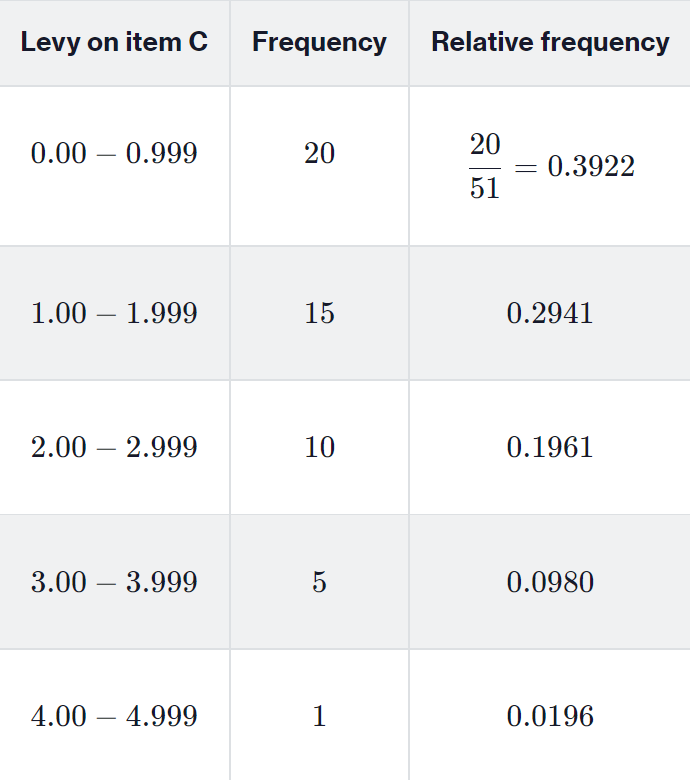 Levy on item C Frequency Relative frequency
0.00 – 0.999 20 20/51 = 0.3922
1.00 – 1.999 15 0.2941
2.00 – 2.999 10 0.1961
3.00 – 3.999 5 0.0980
4.00 – 4.999 1 0.0196